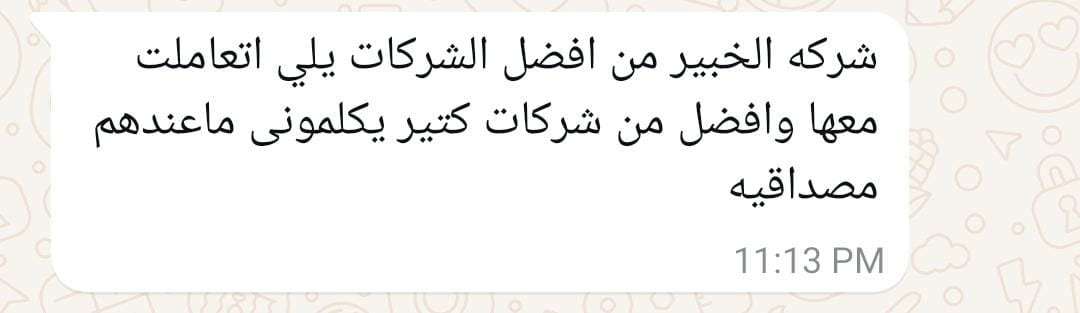 شركه الخبير من افضل الشركات يلي اتعاملت
معها وافضل من شركات كتير يكلمونى ماعندهم
مصداقيه
11:13 PM